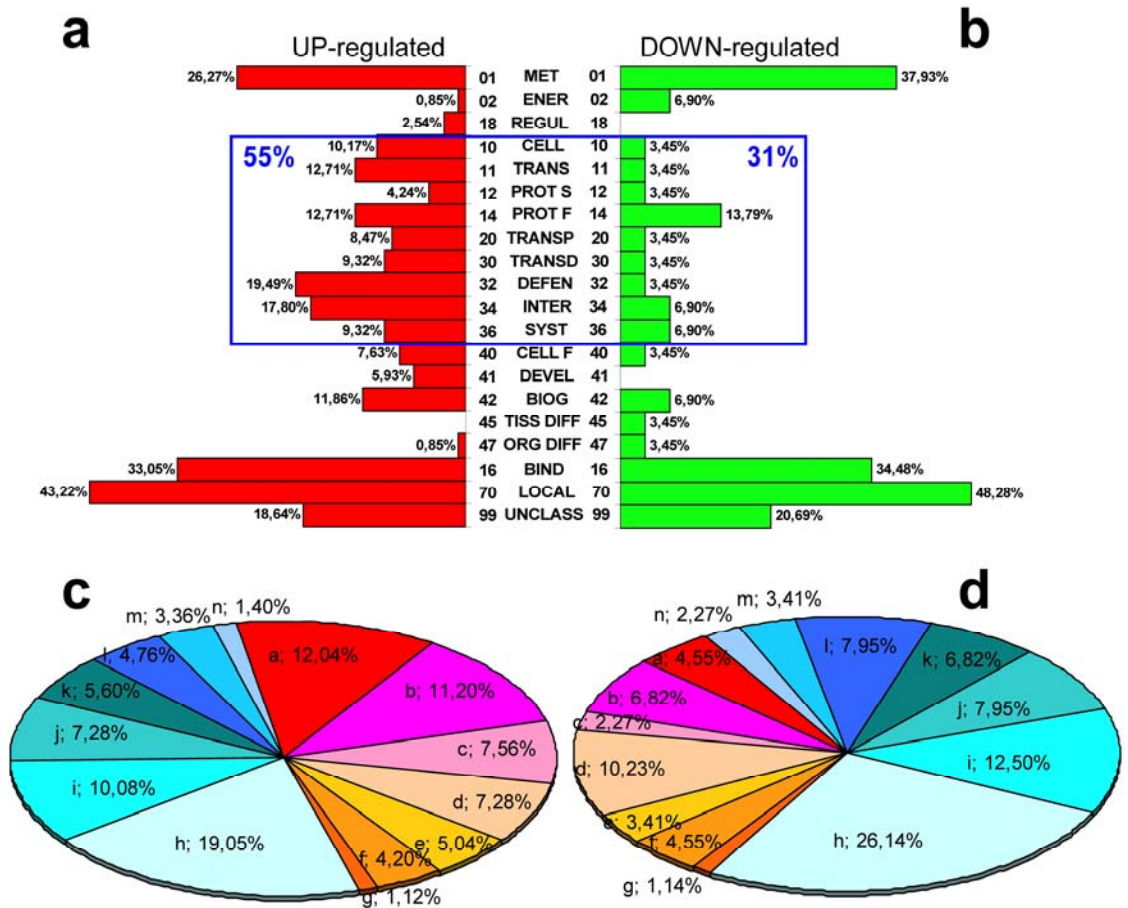 a b
UP-regulated DOWN-regulated
26,27% 01 MET 01 37,93%
0,85% 02 ENER 02 6,90%
2,54% 18 REGUL 18
55% 10,17% 10 CELL 10 3,45% 31%
12,71% 11 TRANS 11 3,45%
4,24% 12 PROT S 12 3,45%
12,71% 14 PROT F 14 13,79%
8,47% 20 TRANSP 20 3,45%
9,32% 30 TRANSD 30 3,45%
19,49% 32 DEFEN 32 3,45%
17,80% 34 INTER 34 6,90%
9,32% 36 SYST 36 6,90%
7,63% 40 CELL F 40 3,45%
5,93% 41 DEVEL 41
11,86% 42 BIOG 42 6,90%
45 TISS DIFF 45 3,45%
0,85% 47 ORG DIFF 47 3,45%
33,05% 16 BIND 16 34,48%
43,22% 70 LOCAL 70 48,28%
18,64% 99 UNCLASS 99 20,69%
c
n; 1,40%
m; 3,36%
l; 4,76%
a; 12,04%
k; 5,60%
b; 11,20%
j; 7,28%
c; 7,56%
i; 10,08%
d; 7,28%
h; 19,05%
e; 5,04%
f; 4,20%
g; 1,12%
d
m; 3,41%
n; 2,27%
l; 7,95%
a; 4,55%
k; 6,82%
b; 6,82%
j; 7,95%
c; 2,27%
d; 10,23%
i; 12,50%
e; 3,41%
f; 4,55%
h; 26,14%
g; 1,14%